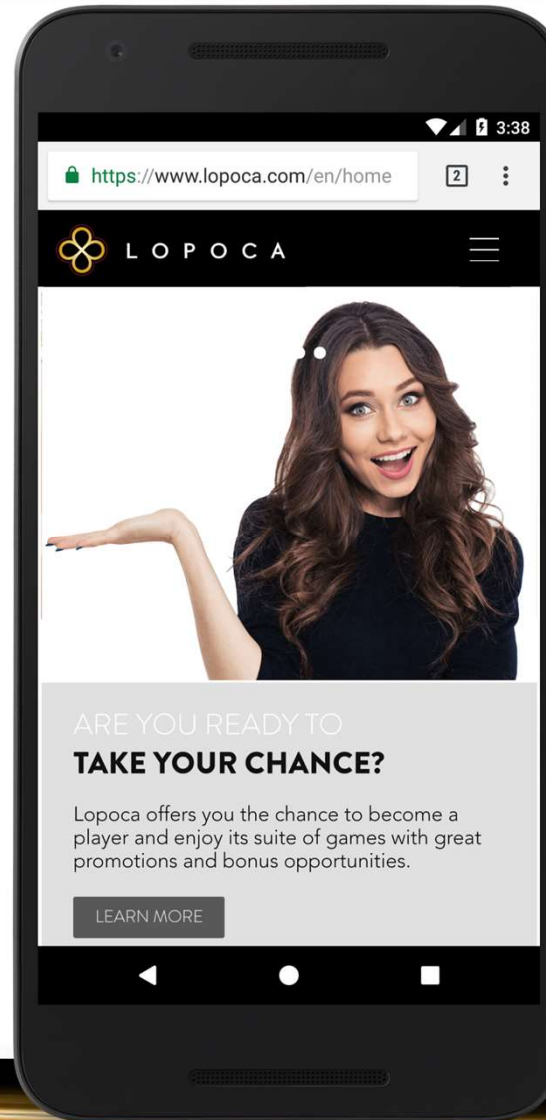 3:38
https://www.lopoca.com/en/home
2
LOPOCA
ARE YOU READY TO
TAKE YOUR CHANCE?
Lopoca offers you the chance to become a
player and enjoy its suite of games with great
promotions and bonus opportunities.
LEARN MORE